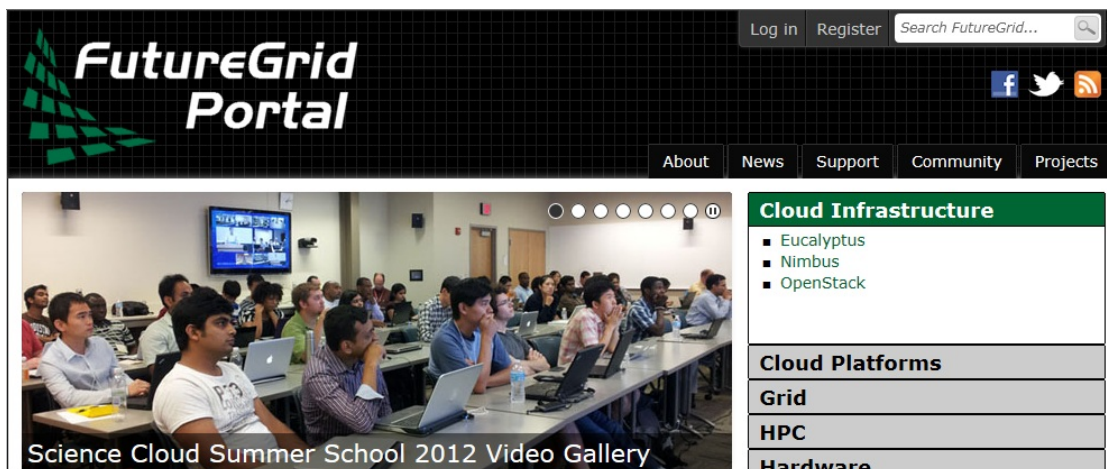 Log in Register Search FutureGrid...
FutureGrid
Portal
About News Support Community Projects
Cloud Infrastructure
Eucalyptus
Nimbus
OpenStack
Cloud Platforms
Grid
HPC
Hardware
Science Cloud Summer School 2012 Video Gallery